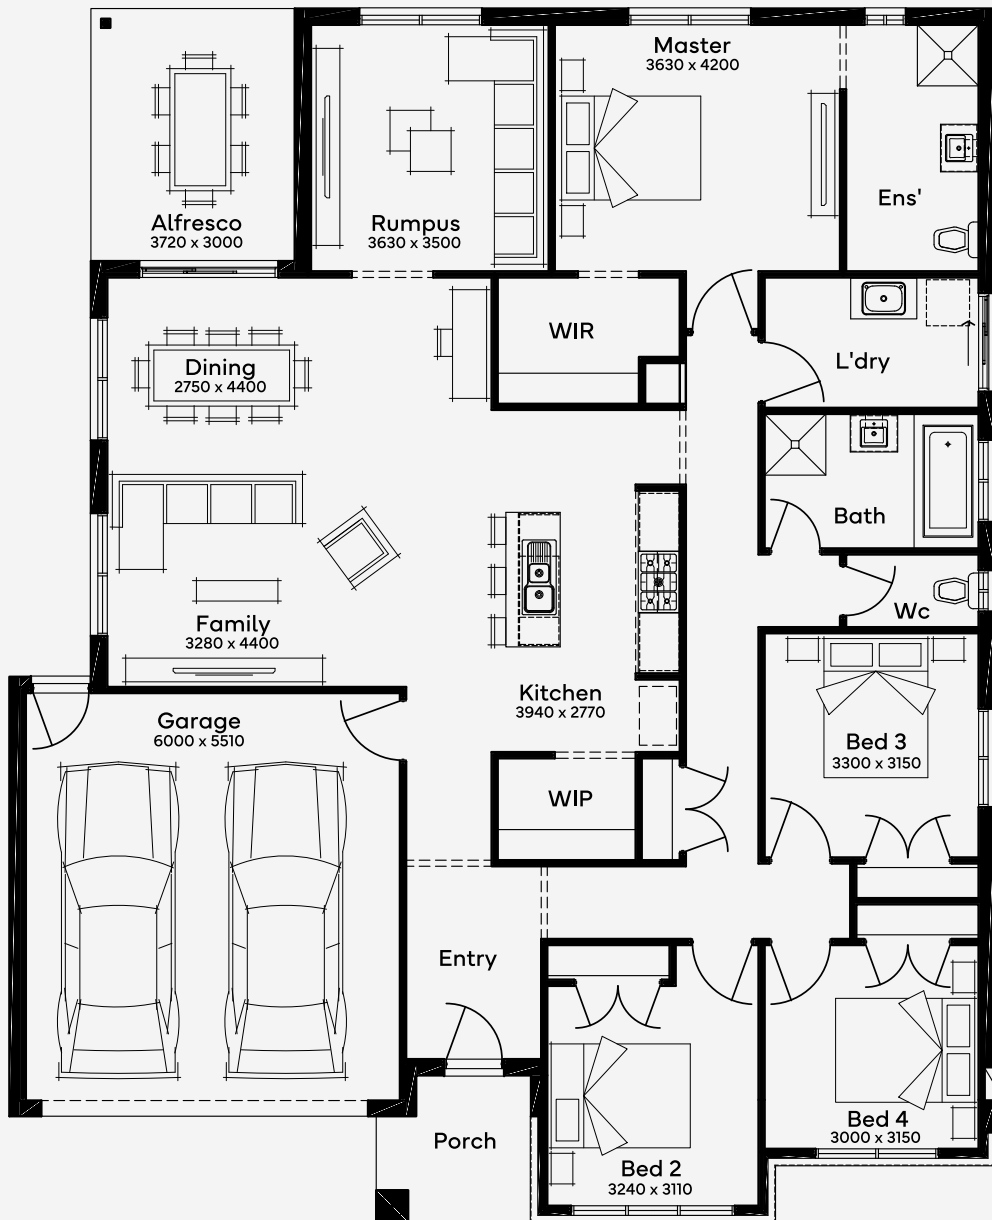 Master
3630 x 4200
Ens'
Alfresco
3720 x 3000
Rumpus
3630 x 3500
WIR
L'dry
Dining
2750 x 4400
Bath
Wc
Family
3280 x 4400
Kitchen
3940 x 2770
Garage
6000 x 5510
Bed 3
3300 x 3150
WIP
Entry
Porch
Bed 4
3000 x 3150
Bed 2
3240 x 3110